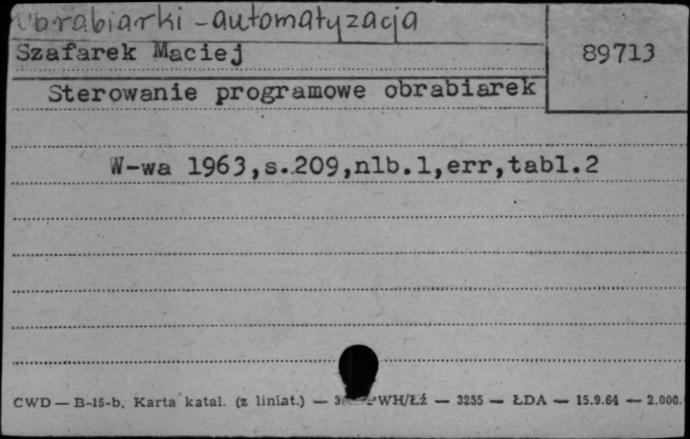 Obrabiarki - automatyzacja
Szafarek Maciej
89713
Sterowanie programowe obrabiarek
W-wa 1963,s.209,nlb.1,err,tabl.2
CWD — B-15-b, Karta katal. (z liniat.) — WH/Łź — 3255 — ŁDA — 15.9.64 — 2.000.